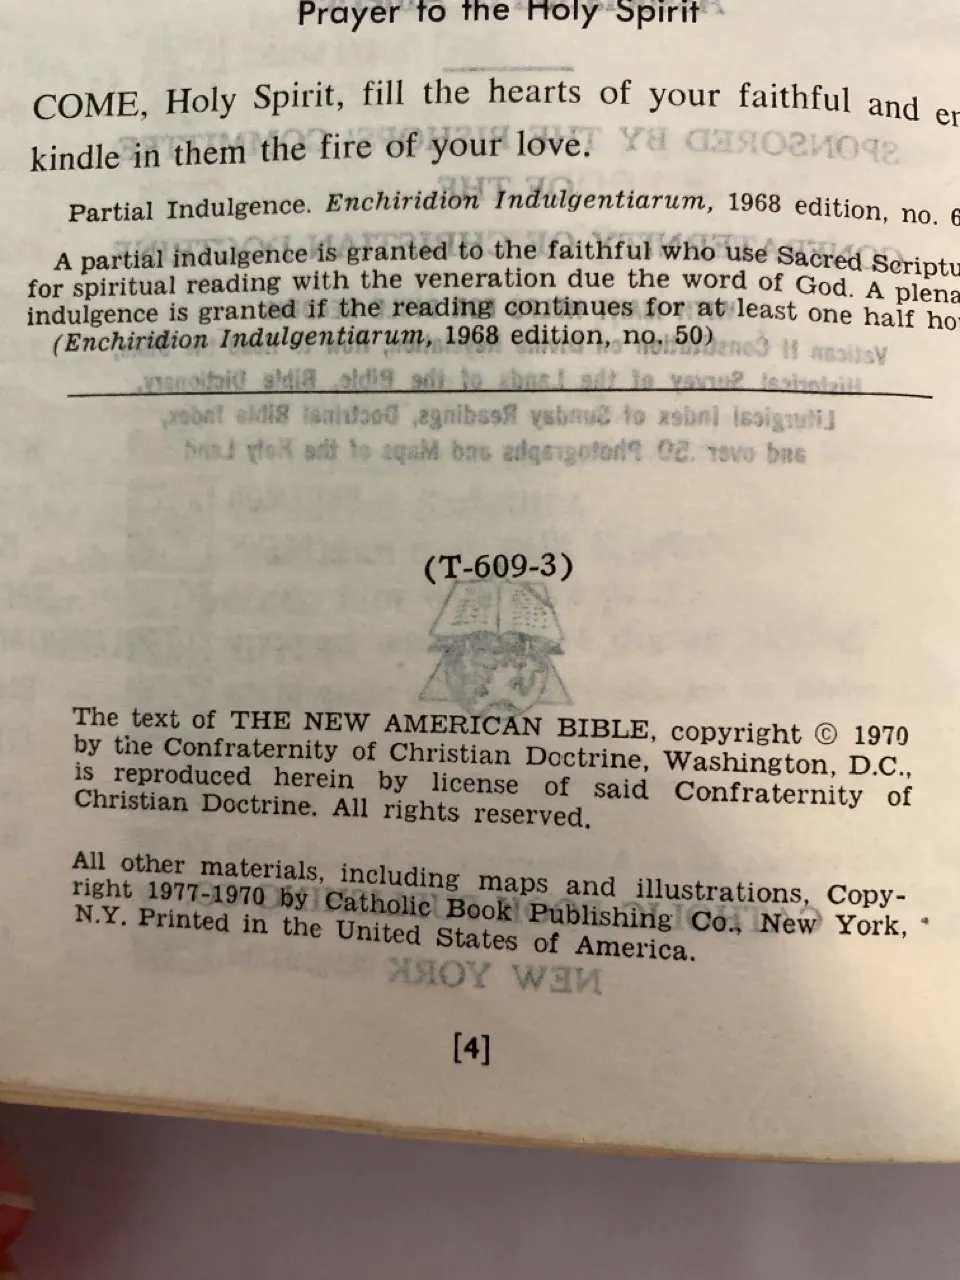 Prayer to the Holy Spirit
COME, Holy Spirit, fill the hearts of your faithful and en
kindle in them the fire of your love.
Partial Indulgence. Enchiridion Indulgentiarum, 1968 edition, no. 6
A partial indulgence is granted to the faithful who use Sacred Scriptu
for spiritual reading with the veneration due the word of God. A plena
indulgence is granted if the reading continues for at least one half ho
(Enchiridion Indulgentiarum, 1968 edition, no. 50)
(T-609-3)
The text of THE NEW AMERICAN BIBLE, copyright © 1970
by the Confraternity of Christian Doctrine, Washington, D.C.,
is reproduced herein by license of said Confraternity of
Christian Doctrine. All rights reserved.
All other materials, including maps and illustrations, Copy-
right 1977-1970 by Catholic Book Publishing Co., New York,
N.Y. Printed in the United States of America.
[4]